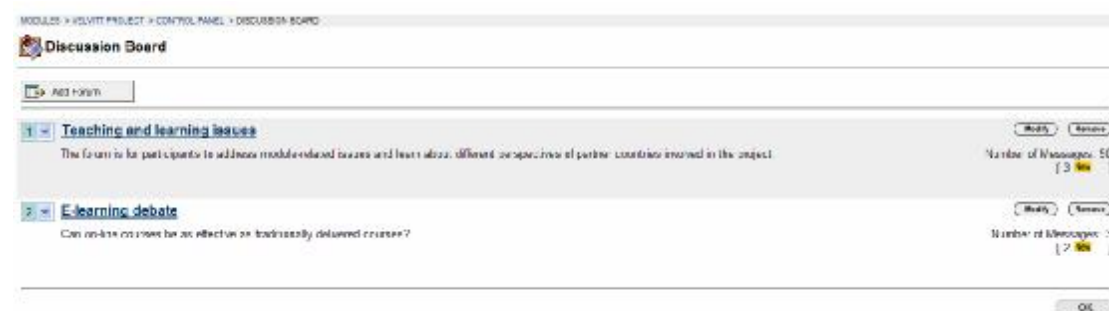 MODULES > VELVITT PROJECT > CONTROL PANEL > DISCUSSION BOARD
Discussion Board
Add Forum
1 Teaching and learning issues
Modify Remove
The forum is for participants to address module-related issues and learn about different perspectives of partner countries involved in the project
Number of Messages:
[ 3 New
2 E-learning debate
Modify Remove
Can on-line courses be as effective as traditionally delivered courses?
Number of Messages:
[ 2 New
OK